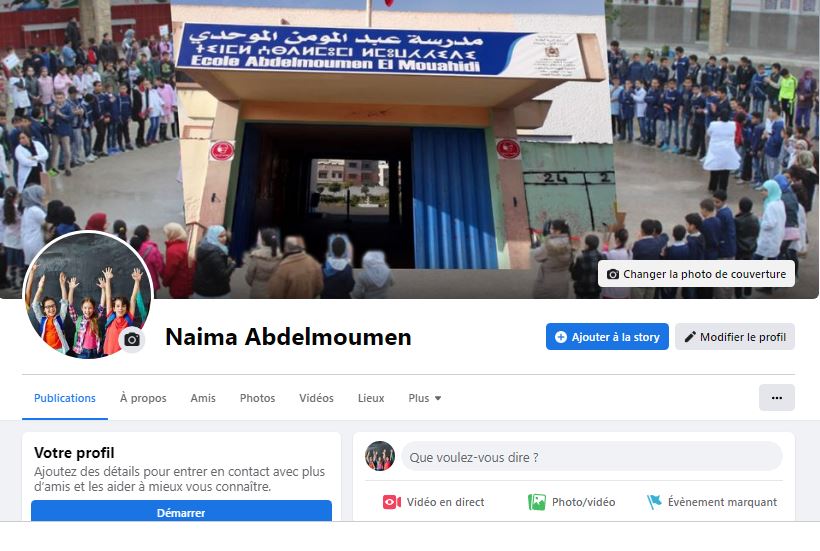 مدرسة عبد المومن الموحدي
Ecole Abdelmoumen El Mouahidi
24 2
Changer la photo de couverture
Naima Abdelmoumen
Ajouter à la story
Modifier le profil
Publications
À propos
Amis
Photos
Vidéos
Lieux
Plus
Votre profil
Ajoutez des détails pour entrer en contact avec plus
d’amis et les aider à mieux vous connaître.
Démarrer
Que voulez-vous dire ?
Vidéo en direct
Photo/vidéo
Évènement marquant